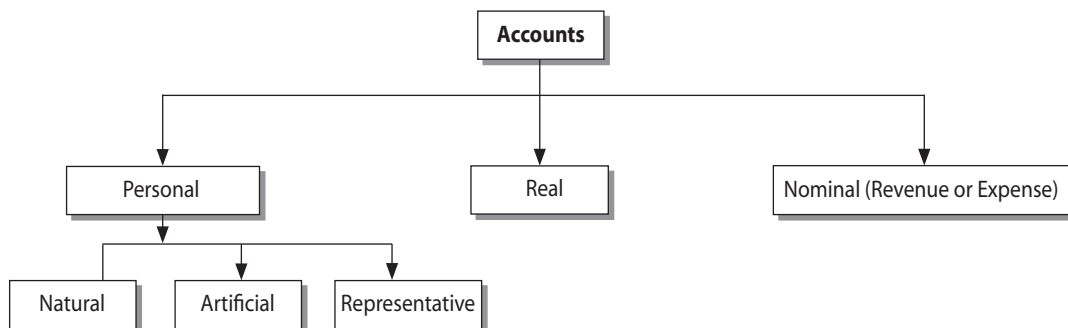 Accounts
Personal
Real
Nominal (Revenue or Expense)
Natural
Artificial
Representative